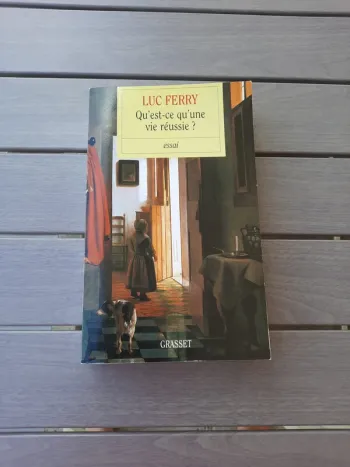 LUC FERRY
Qu'est-ce qu'une
vie réussie ?
essai
GRASSET